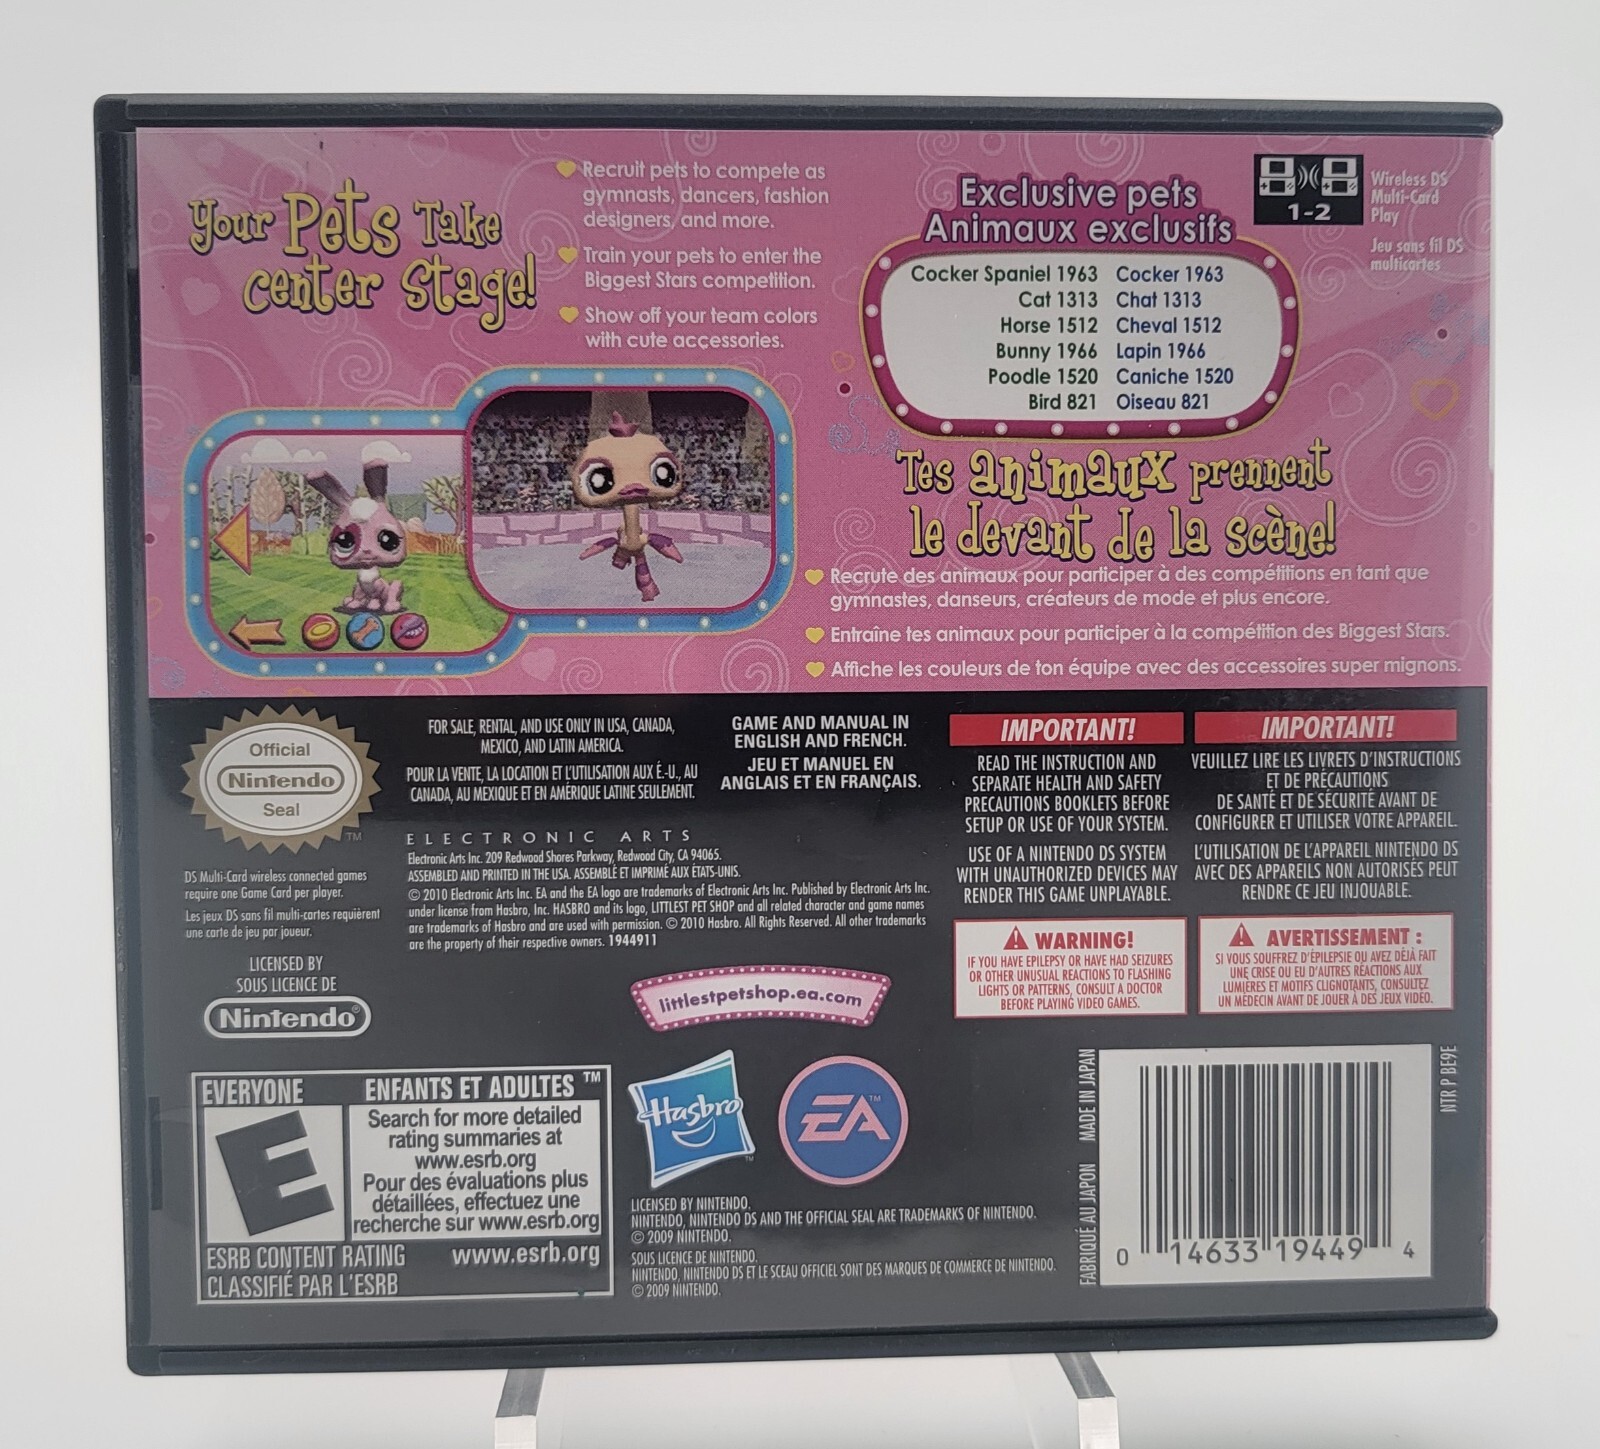 Your Pets Take
center Stage!
Recruit pets to compete as
gymnasts, dancers, fashion
designers, and more.
Train your pets to enter the
Biggest Stars competition.
Show off your team colors
with cute accessories.
Exclusive pets
Animaux exclusifs
Cocker Spaniel 1963 Cocker 1963
Cat 1313 Chat 1313
Horse 1512 Cheval 1512
Bunny 1966 Lapin 1966
Poodle 1520 Caniche 1520
Bird 821 Oiseau 821
1-2
Wireless DS
Multi-Card
Play
Jeu sans fil DS
multicartes
Tes animaux prennent
le devant de la scène!
Recrute des animaux pour participer à des compétitions en tant que
gymnastes, danseurs, créateurs de mode et plus encore.
Entraîne tes animaux pour participer à la compétition des Biggest Stars.
Affiche les couleurs de ton équipe avec des accessoires super mignons.
Official
Nintendo
Seal
TM
DS Multi-Card wireless connected games
require one Game Card per player.
Les jeux DS sans fil multi-cartes requièrent
une carte de jeu par joueur.
LICENSED BY
SOUS LICENCE DE
Nintendo®
FOR SALE, RENTAL, AND USE ONLY IN USA, CANADA,
MEXICO, AND LATIN AMERICA.
POUR LA VENTE, LA LOCATION ET L'UTILISATION AUX É.-U., AU
CANADA, AU MEXIQUE ET EN AMÉRIQUE LATINE SEULEMENT.
GAME AND MANUAL IN
ENGLISH AND FRENCH.
JEU ET MANUEL EN
ANGLAIS ET EN FRANÇAIS.
ELECTRONIC ARTS
Electronic Arts Inc. 209 Redwood Shores Parkway, Redwood City, CA 94065.
ASSEMBLED AND PRINTED IN THE USA. ASSEMBLÉ ET IMPRIMÉ AUX ÉTATS-UNIS.
© 2010 Electronic Arts Inc. EA and the EA logo are trademarks of Electronic Arts Inc. Published by Electronic Arts Inc.
under license from Hasbro, Inc. HASBRO and its logo, LITTLEST PET SHOP and all related character and game names
are trademarks of Hasbro and are used with permission. © 2010 Hasbro. All Rights Reserved. All other trademarks
are the property of their respective owners. 1944911
IMPORTANT!
READ THE INSTRUCTION AND
SEPARATE HEALTH AND SAFETY
PRECAUTIONS BOOKLETS BEFORE
SETUP OR USE OF YOUR SYSTEM.
USE OF A NINTENDO DS SYSTEM
WITH UNAUTHORIZED DEVICES MAY
RENDER THIS GAME UNPLAYABLE.
IMPORTANT!
VEUILLEZ LIRE LES LIVRETS D'INSTRUCTIONS
ET DE PRÉCAUTIONS
DE SANTÉ ET DE SÉCURITÉ AVANT DE
CONFIGURER ET UTILISER VOTRE APPAREIL.
L'UTILISATION DE L'APPAREIL NINTENDO DS
AVEC DES APPAREILS NON AUTORISÉS PEUT
RENDRE CE JEU INJOUABLE.
WARNING!
IF YOU HAVE EPILEPSY OR HAVE HAD SEIZURES
OR OTHER UNUSUAL REACTIONS TO FLASHING
LIGHTS OR PATTERNS, CONSULT A DOCTOR
BEFORE PLAYING VIDEO GAMES.
AVERTISSEMENT :
SI VOUS SOUFFREZ D'ÉPILEPSIE OU AVEZ DÉJÀ FAIT
UNE CRISE OU EU D'AUTRES RÉACTIONS AUX
LUMIÈRES ET MOTIFS CLIGNOTANTS, CONSULTEZ
UN MÉDECIN AVANT DE JOUER À DES JEUX VIDÉO.
littlestpetshop.ea.com
EVERYONE ENFANTS ET ADULTES ™
E
Search for more detailed
rating summaries at
www.esrb.org
Pour des évaluations plus
détaillées, effectuez une
recherche sur www.esrb.org
ESRB CONTENT RATING www.esrb.org
CLASSIFIÉ PAR L'ESRB
Hasbro
TM
EA
TM
LICENSED BY NINTENDO.
NINTENDO, NINTENDO DS AND THE OFFICIAL SEAL ARE TRADEMARKS OF NINTENDO.
© 2009 NINTENDO.
SOUS LICENCE DE NINTENDO.
NINTENDO, NINTENDO DS ET LE SCEAU OFFICIEL SONT DES MARQUES DE COMMERCE DE NINTENDO.
© 2009 NINTENDO.
FABRIQUÉ AU JAPON MADE IN JAPAN
0 14633 19449 4
NTR P BE9E